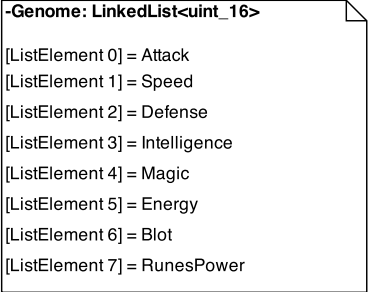 -Genome: LinkedList<uint_16>
[ListElement 0] = Attack
[ListElement 1] = Speed
[ListElement 2] = Defense
[ListElement 3] = Intelligence
[ListElement 4] = Magic
[ListElement 5] = Energy
[ListElement 6] = Blot
[ListElement 7] = RunesPower